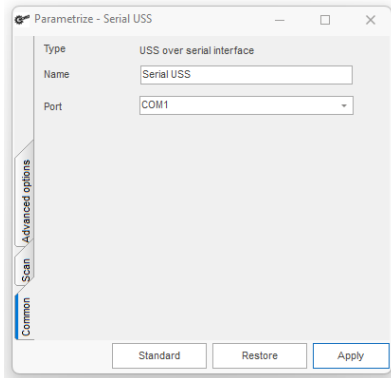 Parametrize - Serial USS
Type USS over serial interface
Name Serial USS
Port COM1
Advanced options
Scan
Common
Standard Restore Apply